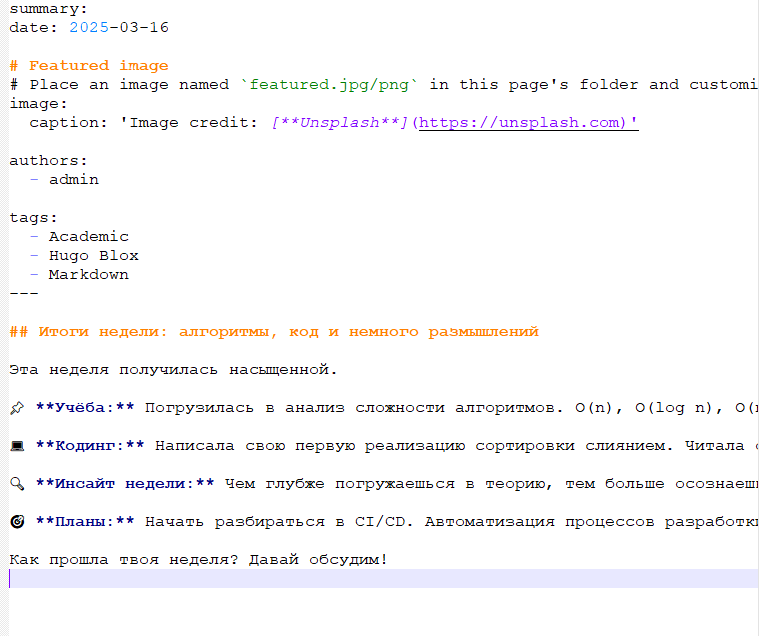 summary:
date: 2025-03-16
# Featured image
# Place an image named `featured.jpg/png` in this page's folder and
image:
caption: 'Image credit: [**Unsplash**](https://unsplash.com)'
authors:
- admin
tags:
- Academic
- Hugo Blox
- Markdown
---
## Итоги недели: алгоритмы, код и немного размышлений
Эта неделя получилась насыщенной.
📌 **Учёба:** Погрузилась в анализ сложности алгоритмов. O(n), O(log n),
💻 **Кодинг:** Написала свою первую реализацию сортировки слиянием. Читала
🔍 **Инсайт недели:** Чем глубже погружаешься в теорию, тем больше
🎯 **Планы:** Начать разбираться в CI/CD. Автоматизация процессов
Как прошла твоя неделя? Давай обсудим!